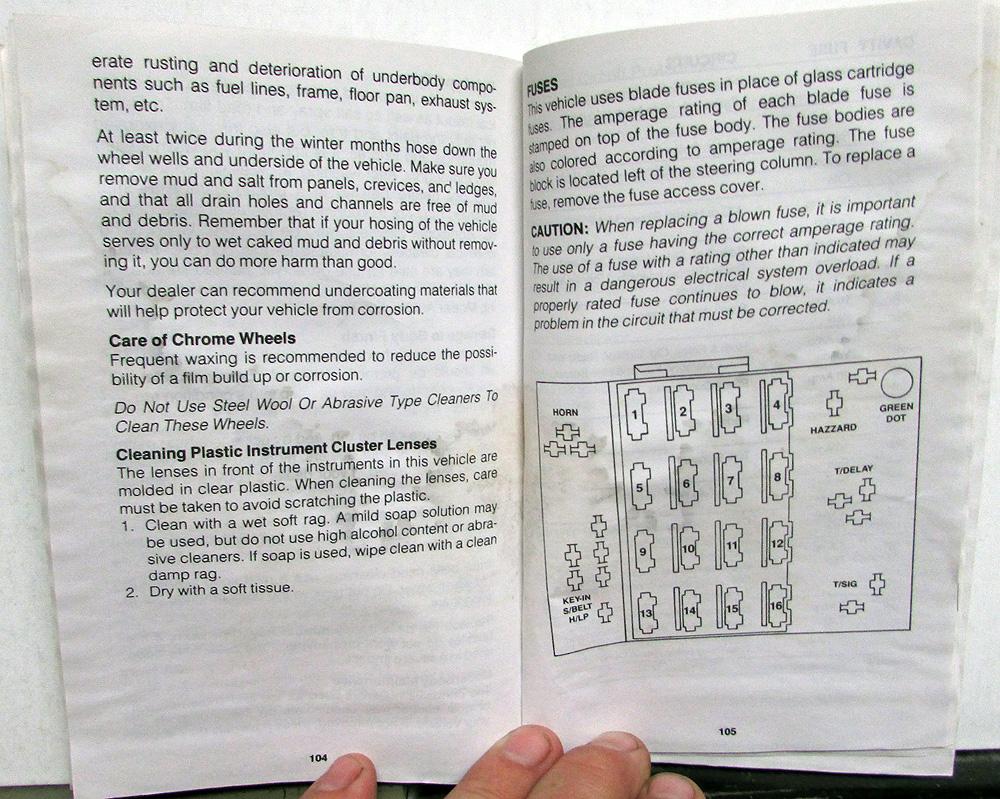 erate rusting and deterioration of underbody compo-
nents such as fuel lines, frame, floor pan, exhaust sys-
tem, etc.
At least twice during the winter months hose down the
wheel wells and underside of the vehicle. Make sure you
remove mud and salt from panels, crevices, and ledges,
and that all drain holes and channels are free of mud
and debris. Remember that if your hosing of the vehicle
serves only to wet caked mud and debris without remov-
ing it, you can do more harm than good.
Your dealer can recommend undercoating materials that
will help protect your vehicle from corrosion.
Care of Chrome Wheels
Frequent waxing is recommended to reduce the possi-
bility of a film build up or corrosion.
Do Not Use Steel Wool Or Abrasive Type Cleaners To
Clean These Wheels.
Cleaning Plastic Instrument Cluster Lenses
The lenses in front of the instruments in this vehicle are
molded in clear plastic. When cleaning the lenses, care
must be taken to avoid scratching the plastic.
1. Clean with a wet soft rag. A mild soap solution may
be used, but do not use high alcohol content or abra-
sive cleaners. If soap is used, wipe clean with a clean
damp rag.
2. Dry with a soft tissue.
104
FUSES
This vehicle uses blade fuses in place of glass cartridge
fuses. The amperage rating of each blade fuse is
stamped on top of the fuse body. The fuse bodies are
also colored according to amperage rating. The fuse
block is located left of the steering column. To replace a
fuse, remove the fuse access cover.
CAUTION: When replacing a blown fuse, it is important
to use only a fuse having the correct amperage rating.
The use of a fuse with a rating other than indicated may
result in a dangerous electrical system overload. If a
properly rated fuse continues to blow, it indicates a
problem in the circuit that must be corrected.
HORN
1 2 3 4
HAZZARD
GREEN
DOT
5 6 7 8
T/DELAY
9 10 11 12
KEY-IN
S/BELT
H/LP
13 14 15 16
T/SIG
105